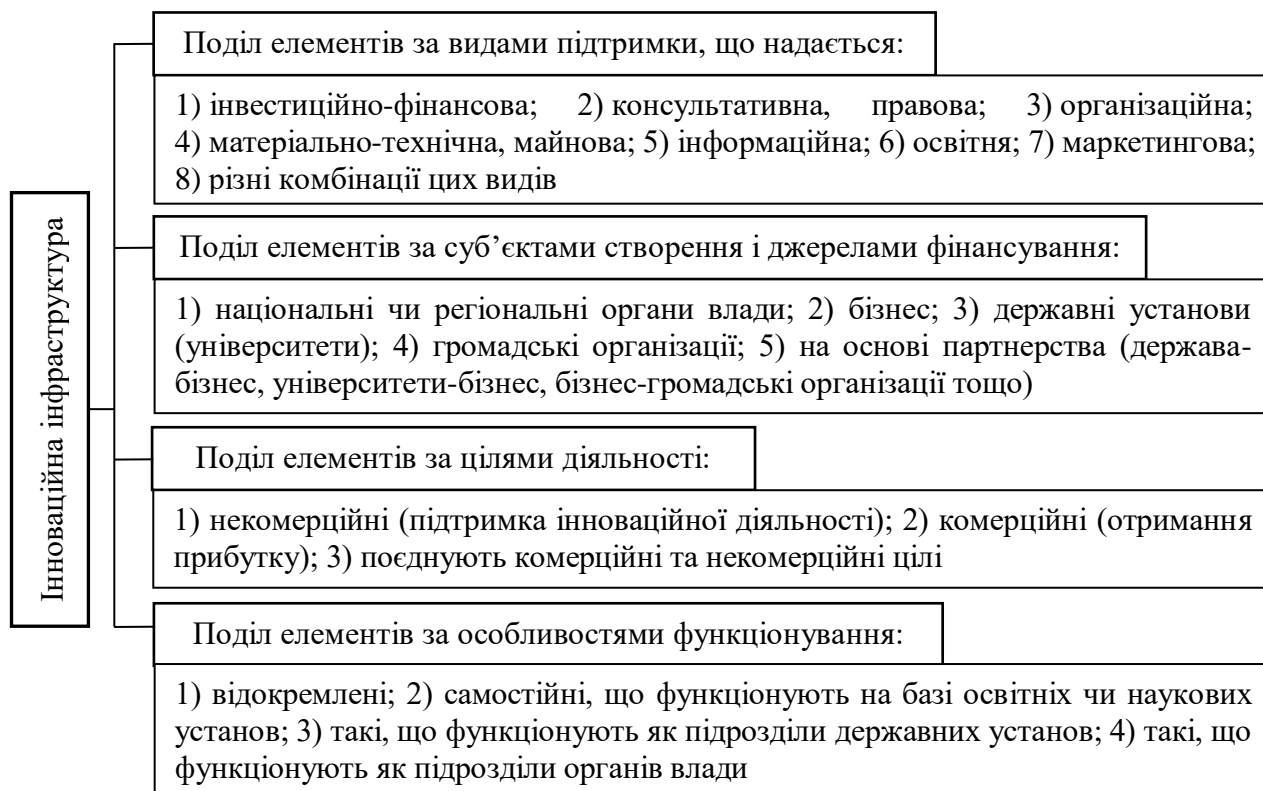 Поділ елементів за видами підтримки, що надається:
1) інвестиційно-фінансова; 2) консультативна, правова; 3) організаційна;
4) матеріально-технічна, майнова; 5) інформаційна; 6) освітня; 7) маркетингова;
8) різні комбінації цих видів
Інноваційна інфраструктура
Поділ елементів за суб’єктами створення і джерелами фінансування:
1) національні чи регіональні органи влади; 2) бізнес; 3) державні установи
(університети); 4) громадські організації; 5) на основі партнерства (держава-
бізнес, університети-бізнес, бізнес-громадські організації тощо)
Поділ елементів за цілями діяльності:
1) некомерційні (підтримка інноваційної діяльності); 2) комерційні (отримання
прибутку); 3) поєднують комерційні та некомерційні цілі
Поділ елементів за особливостями функціонування:
1) відокремлені; 2) самостійні, що функціонують на базі освітніх чи наукових
установ; 3) такі, що функціонують як підрозділи державних установ; 4) такі, що
функціонують як підрозділи органів влади